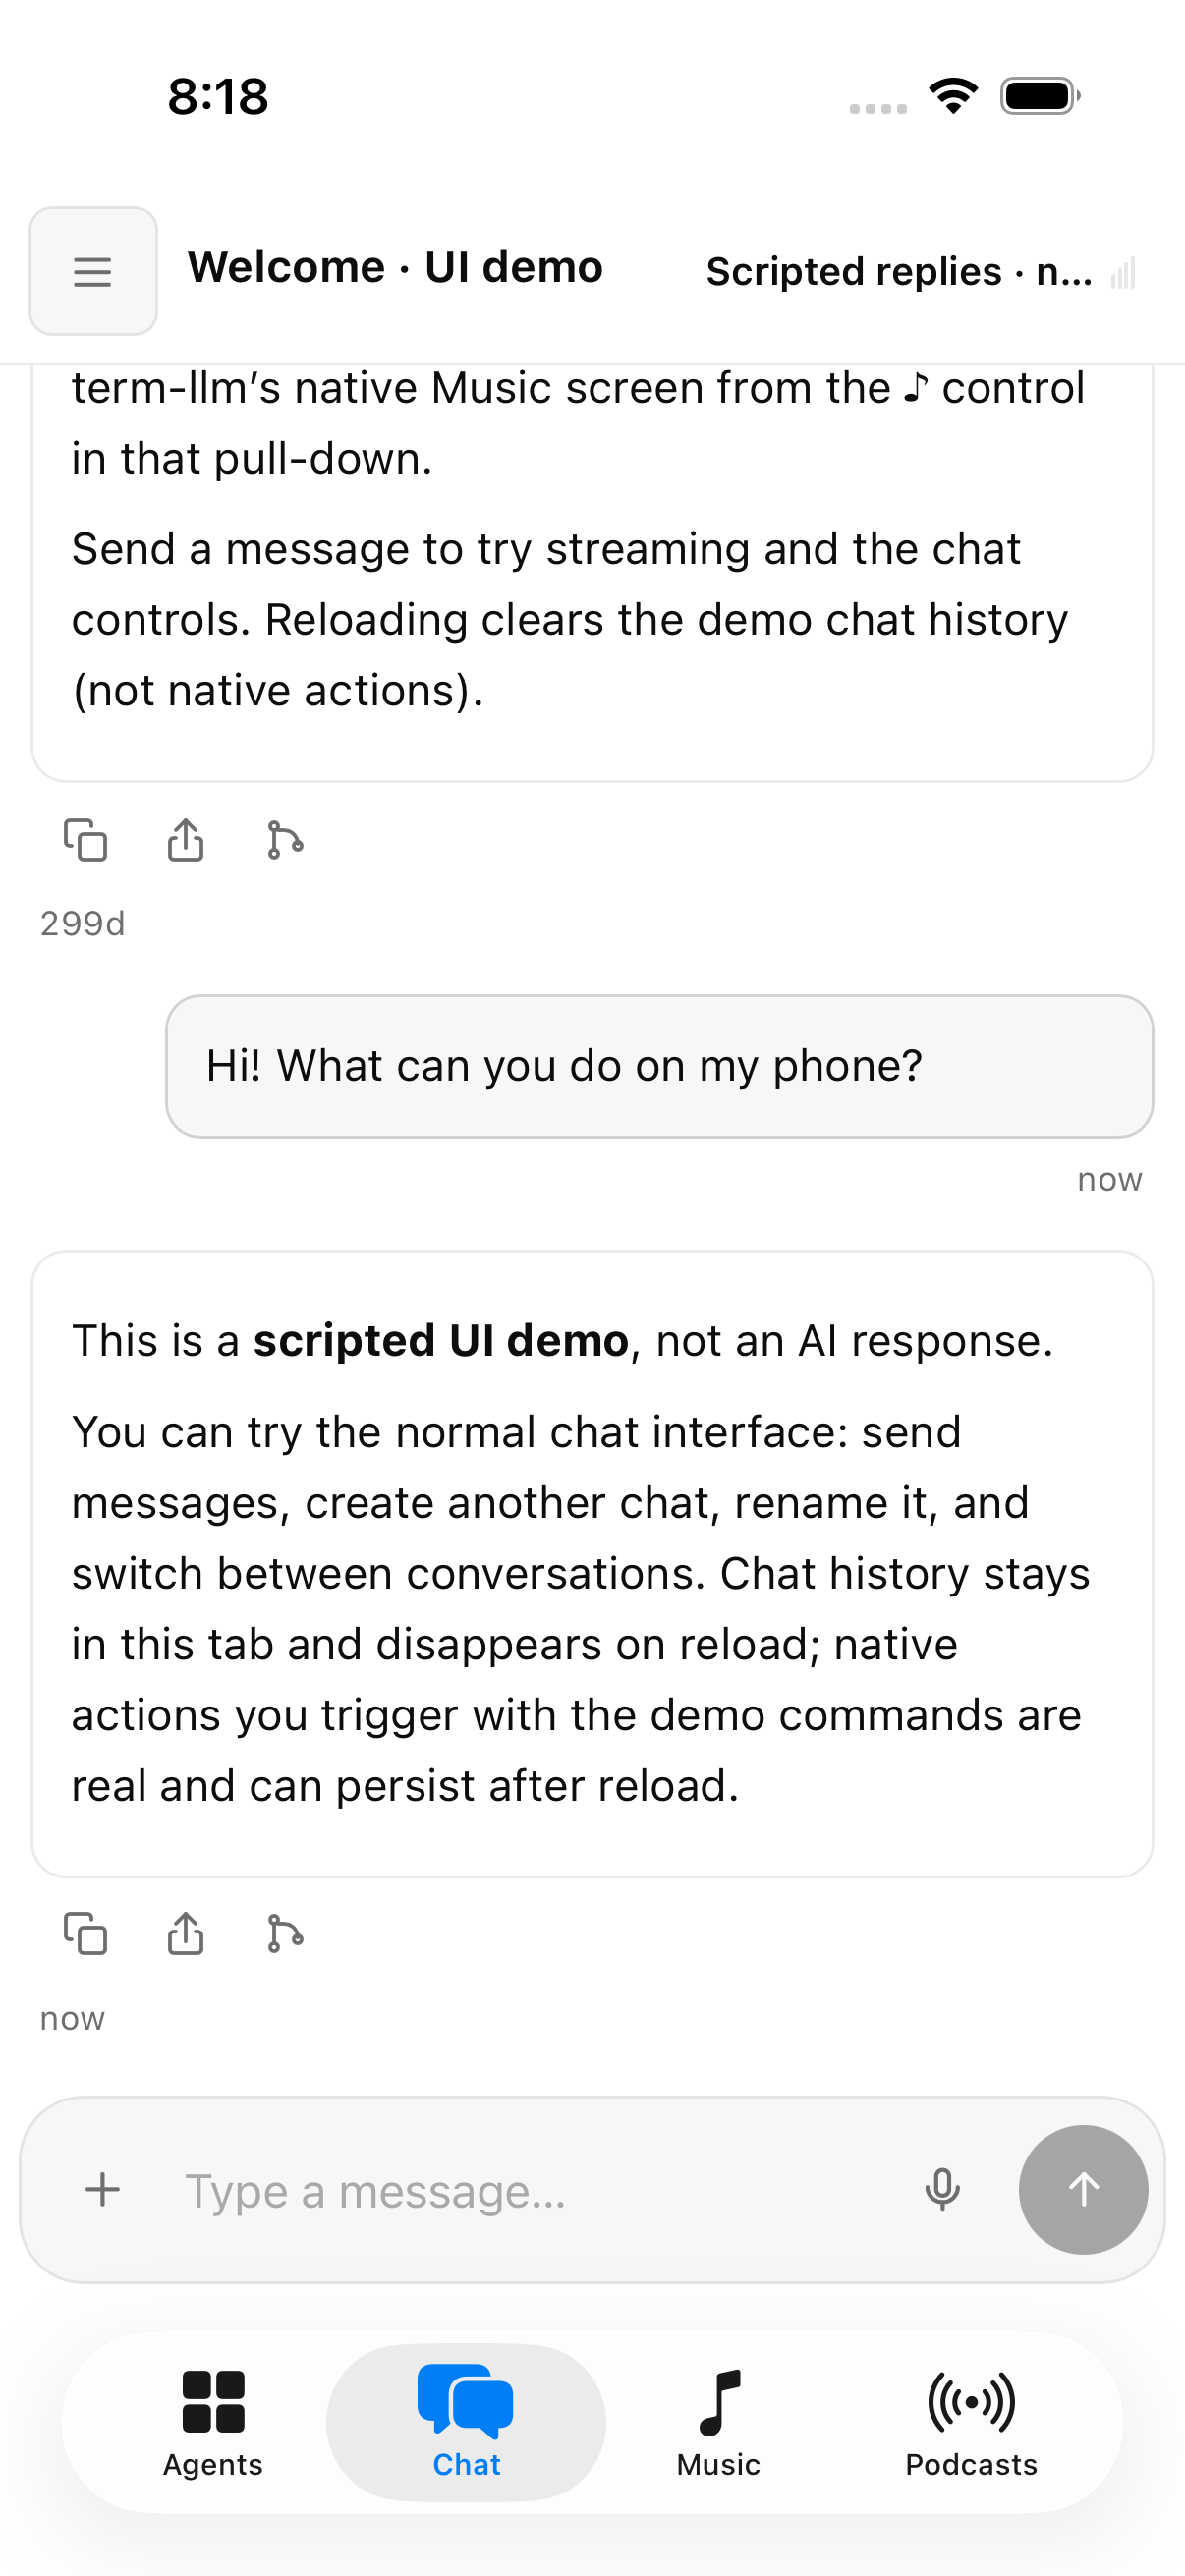 8:18
Welcome · UI demo
Scripted replies · n...
term-llm’s native Music screen from the ♪ control
in that pull-down.
Send a message to try streaming and the chat
controls. Reloading clears the demo chat history
(not native actions).
299d
Hi! What can you do on my phone?
now
This is a scripted UI demo, not an AI response.
You can try the normal chat interface: send
messages, create another chat, rename it, and
switch between conversations. Chat history stays
in this tab and disappears on reload; native
actions you trigger with the demo commands are
real and can persist after reload.
now
Type a message...
Agents
Chat
Music
Podcasts